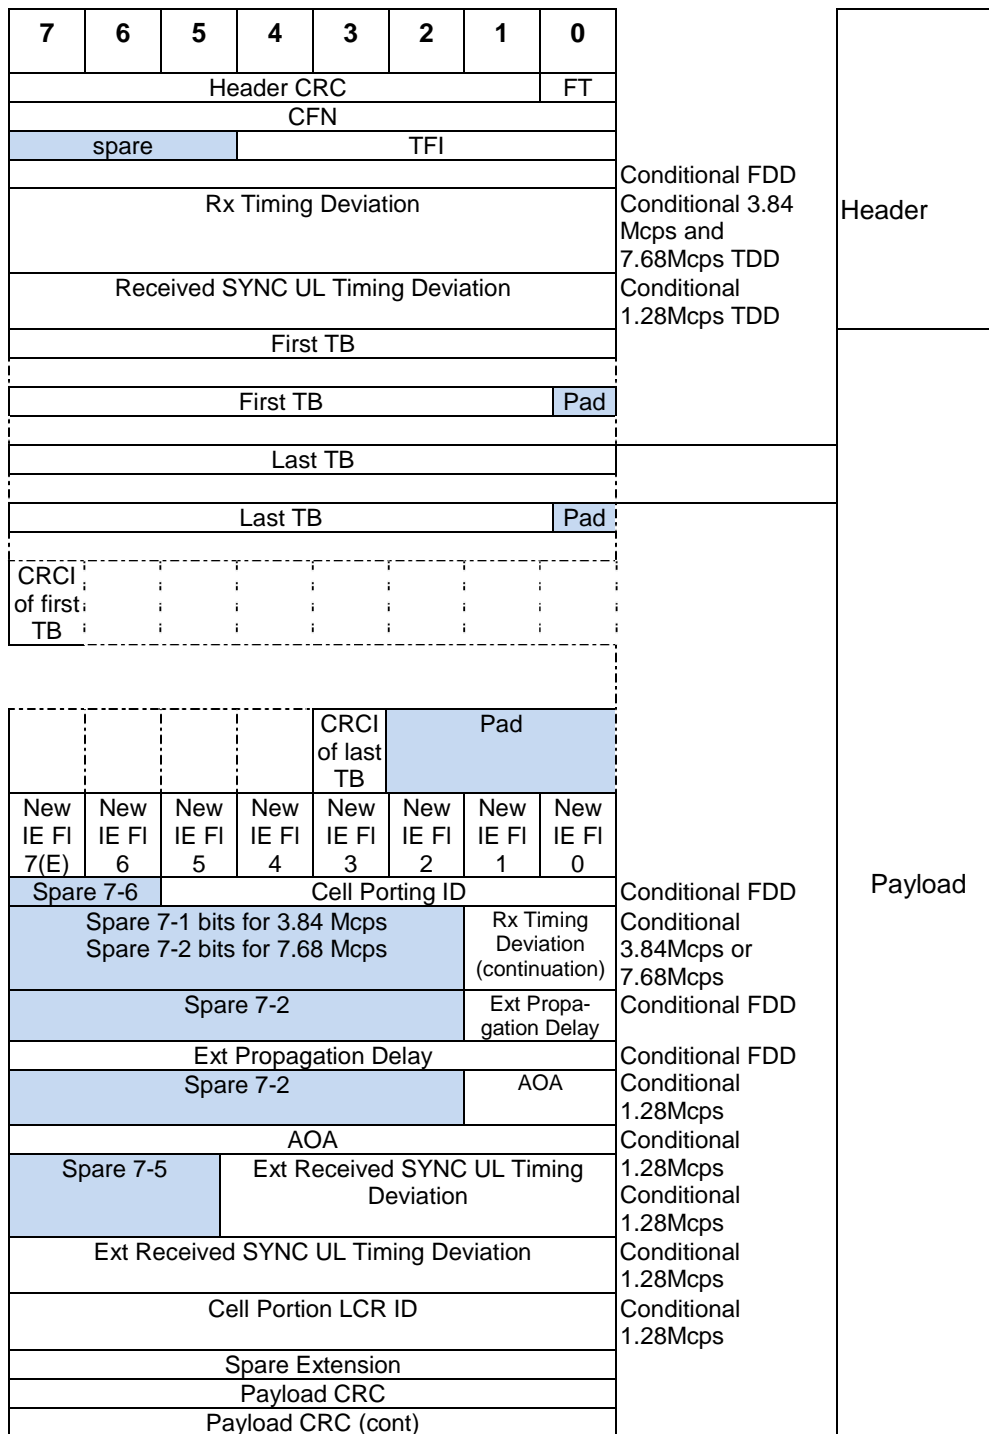 7 6 5 4 3 2 1 0
Header CRC FT
CFN
spare TFI
Conditional FDD
Rx Timing Deviation Conditional 3.84
Mcps and
7.68Mcps TDD
Header
Received SYNC UL Timing Deviation Conditional
1.28Mcps TDD
First TB
First TB Pad
Last TB
Last TB Pad
CRCI
of first
TB
CRCI
of last
TB
Pad
New New New New New New New New
IE Fl IE Fl IE Fl IE Fl IE Fl IE Fl IE Fl IE Fl
7(E) 6 5 4 3 2 1 0
Payload
Spare 7-6 Cell Porting ID Conditional FDD
Spare 7-1 bits for 3.84 Mcps
Spare 7-2 bits for 7.68 Mcps
Rx Timing
Deviation
(continuation)
Conditional
3.84Mcps or
7.68Mcps
Spare 7-2
Ext Propa-
gation Delay
Conditional FDD
Ext Propagation Delay Conditional FDD
Spare 7-2 AOA Conditional
1.28Mcps
AOA Conditional
1.28Mcps
Spare 7-5
Ext Received SYNC UL Timing
Deviation
Conditional
1.28Mcps
Ext Received SYNC UL Timing Deviation Conditional
1.28Mcps
Cell Portion LCR ID Conditional
1.28Mcps
Spare Extension
Payload CRC
Payload CRC (cont)